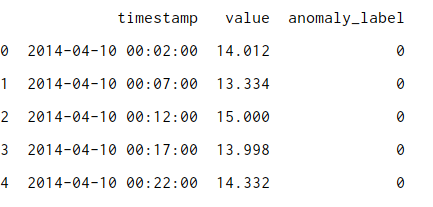 timestamp value anomaly_label
0 2014-04-10 00:02:00 14.012 0
1 2014-04-10 00:07:00 13.334 0
2 2014-04-10 00:12:00 15.000 0
3 2014-04-10 00:17:00 13.998 0
4 2014-04-10 00:22:00 14.332 0